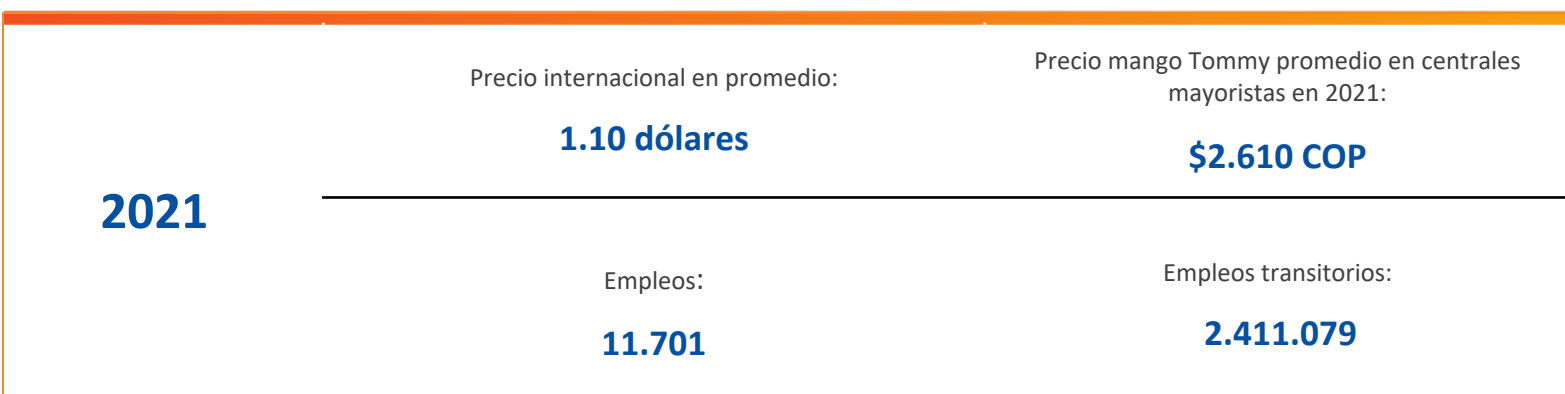 2021
Precio internacional en promedio:
1.10 dólares
Precio mango Tommy promedio en centrales
mayoristas en 2021:
$2.610 COP
Empleos:
11.701
Empleos transitorios:
2.411.079